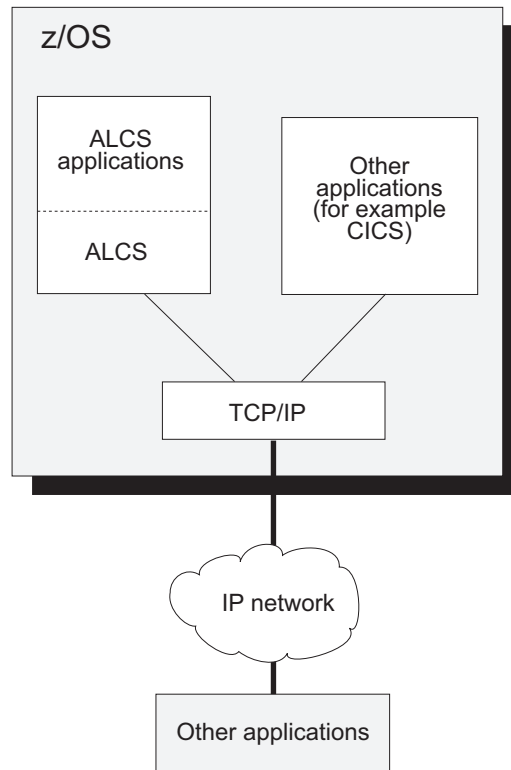 z/OS
ALCS
applications
ALCS
Other
applications
(for example
CICS)
TCP/IP
IP network
Other applications